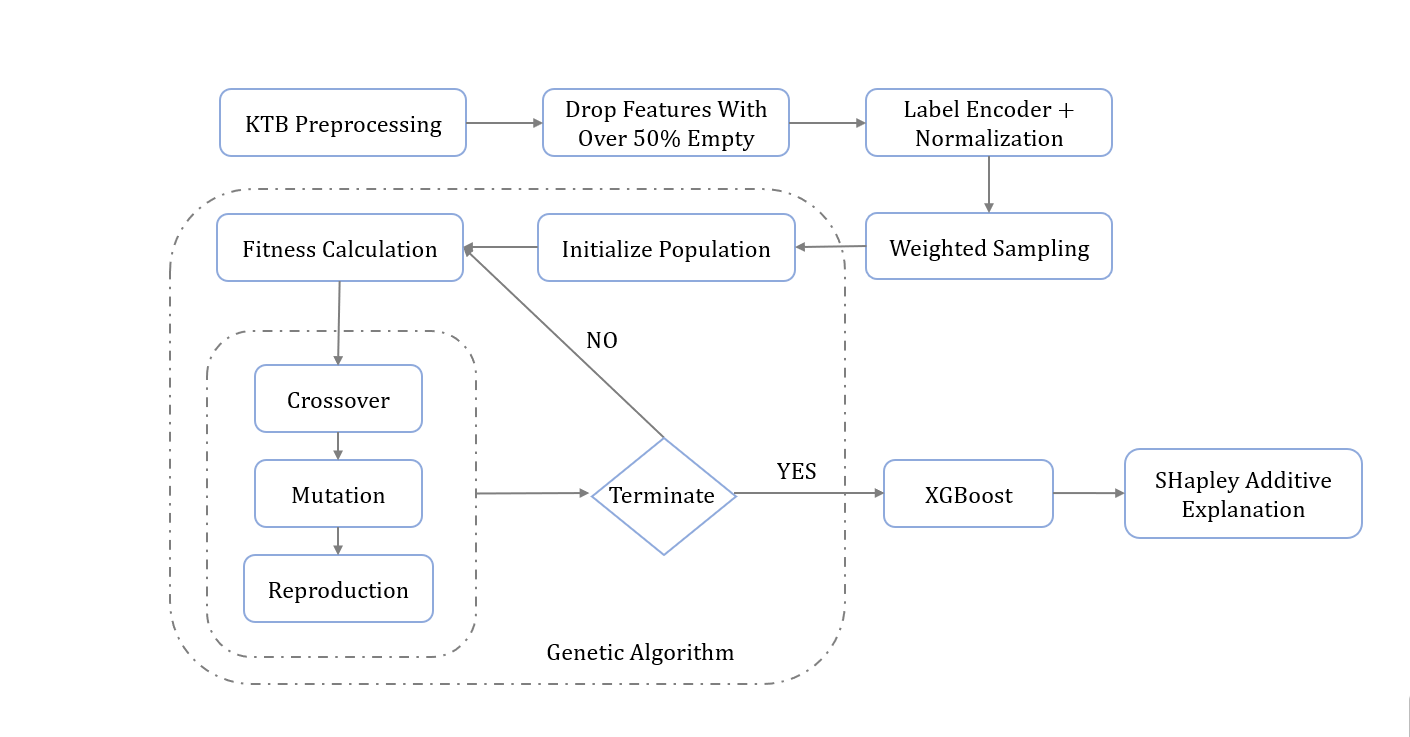 KTB Preprocessing
Drop Features With
Over 50% Empty
Label Encoder +
Normalization
Fitness Calculation
Initialize Population
Weighted Sampling
NO
Crossover
Mutation
Reproduction
Terminate
YES
XGBoost
SHapley Additive
Explanation
Genetic Algorithm